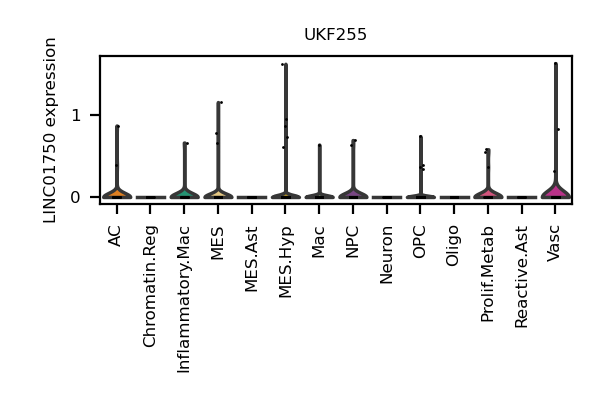 UKF255
LINC01750 expression
1
0
AC
Chromatin.Reg
Inflammatory.Mac
MES
MES.Ast
MES.Hyp
Mac
NPC
Neuron
OPC
Oligo
Prolif.Metab
Reactive.Ast
Vasc